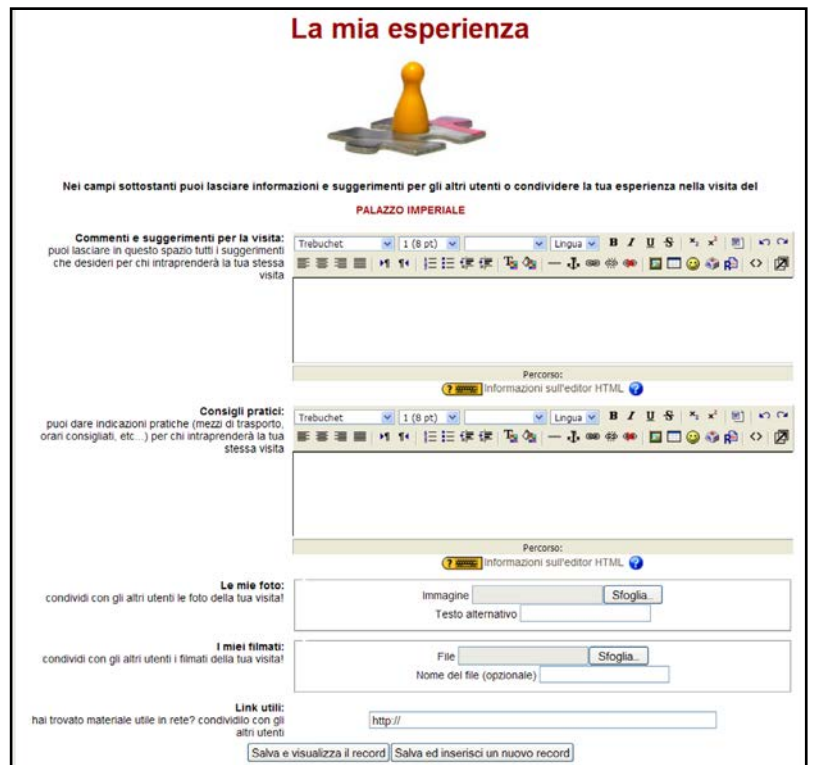 La mia esperienza
Nei campi sottostanti puoi lasciare informazioni e suggerimenti per gli altri utenti o condividere la tua esperienza nella visita del
PALAZZO IMPERIALE
Commenti e suggerimenti per la visita:
puoi lasciare in questo spazio tutti i suggerimenti
che desideri per chi intraprenderà la tua stessa
visita
Trebuchet 1 (8 pt) Lingua B I U S x₂ x²
Percorso:
Informazioni sull'editor HTML
Consigli pratici:
puoi dare indicazioni pratiche (mezzi di trasporto,
orari consigliati, etc...) per chi intraprenderà la tua
stessa visita
Trebuchet 1 (8 pt) Lingua B I U S x₂ x²
Percorso:
Informazioni sull'editor HTML
Le mie foto:
condividi con gli altri utenti le foto della tua visita!
Immagine Sfoglia...
Testo alternativo
I miei filmati:
condividi con gli altri utenti i filmati della tua visita!
File Sfoglia...
Nome del file (opzionale)
Link utili:
hai trovato materiale utile in rete? condividilo con gli
altri utenti
http://
Salva e visualizza il record Salva ed inserisci un nuovo record